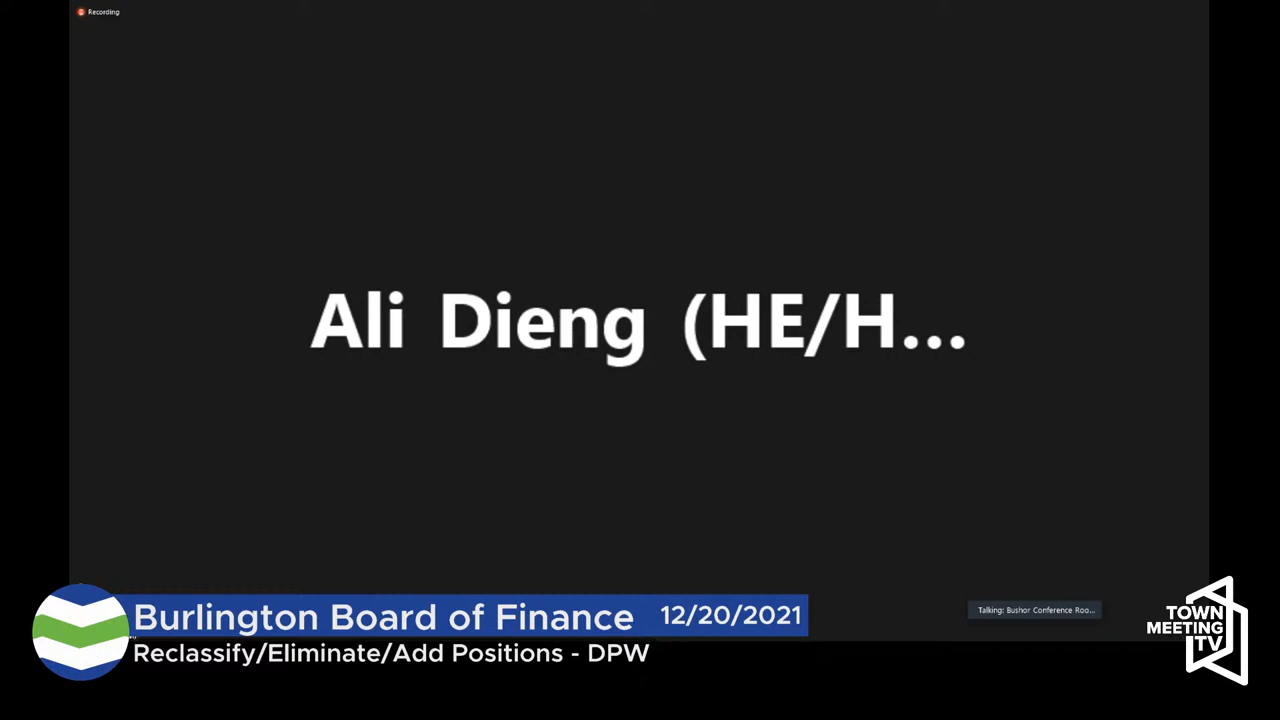 Recording
Ali Dieng (HE/H...
Talking: Bushor Conference Roo...
Burlington Board of Finance 12/20/2021
Reclassify/Eliminate/Add Positions - DPW
TOWN
MEETING
TV